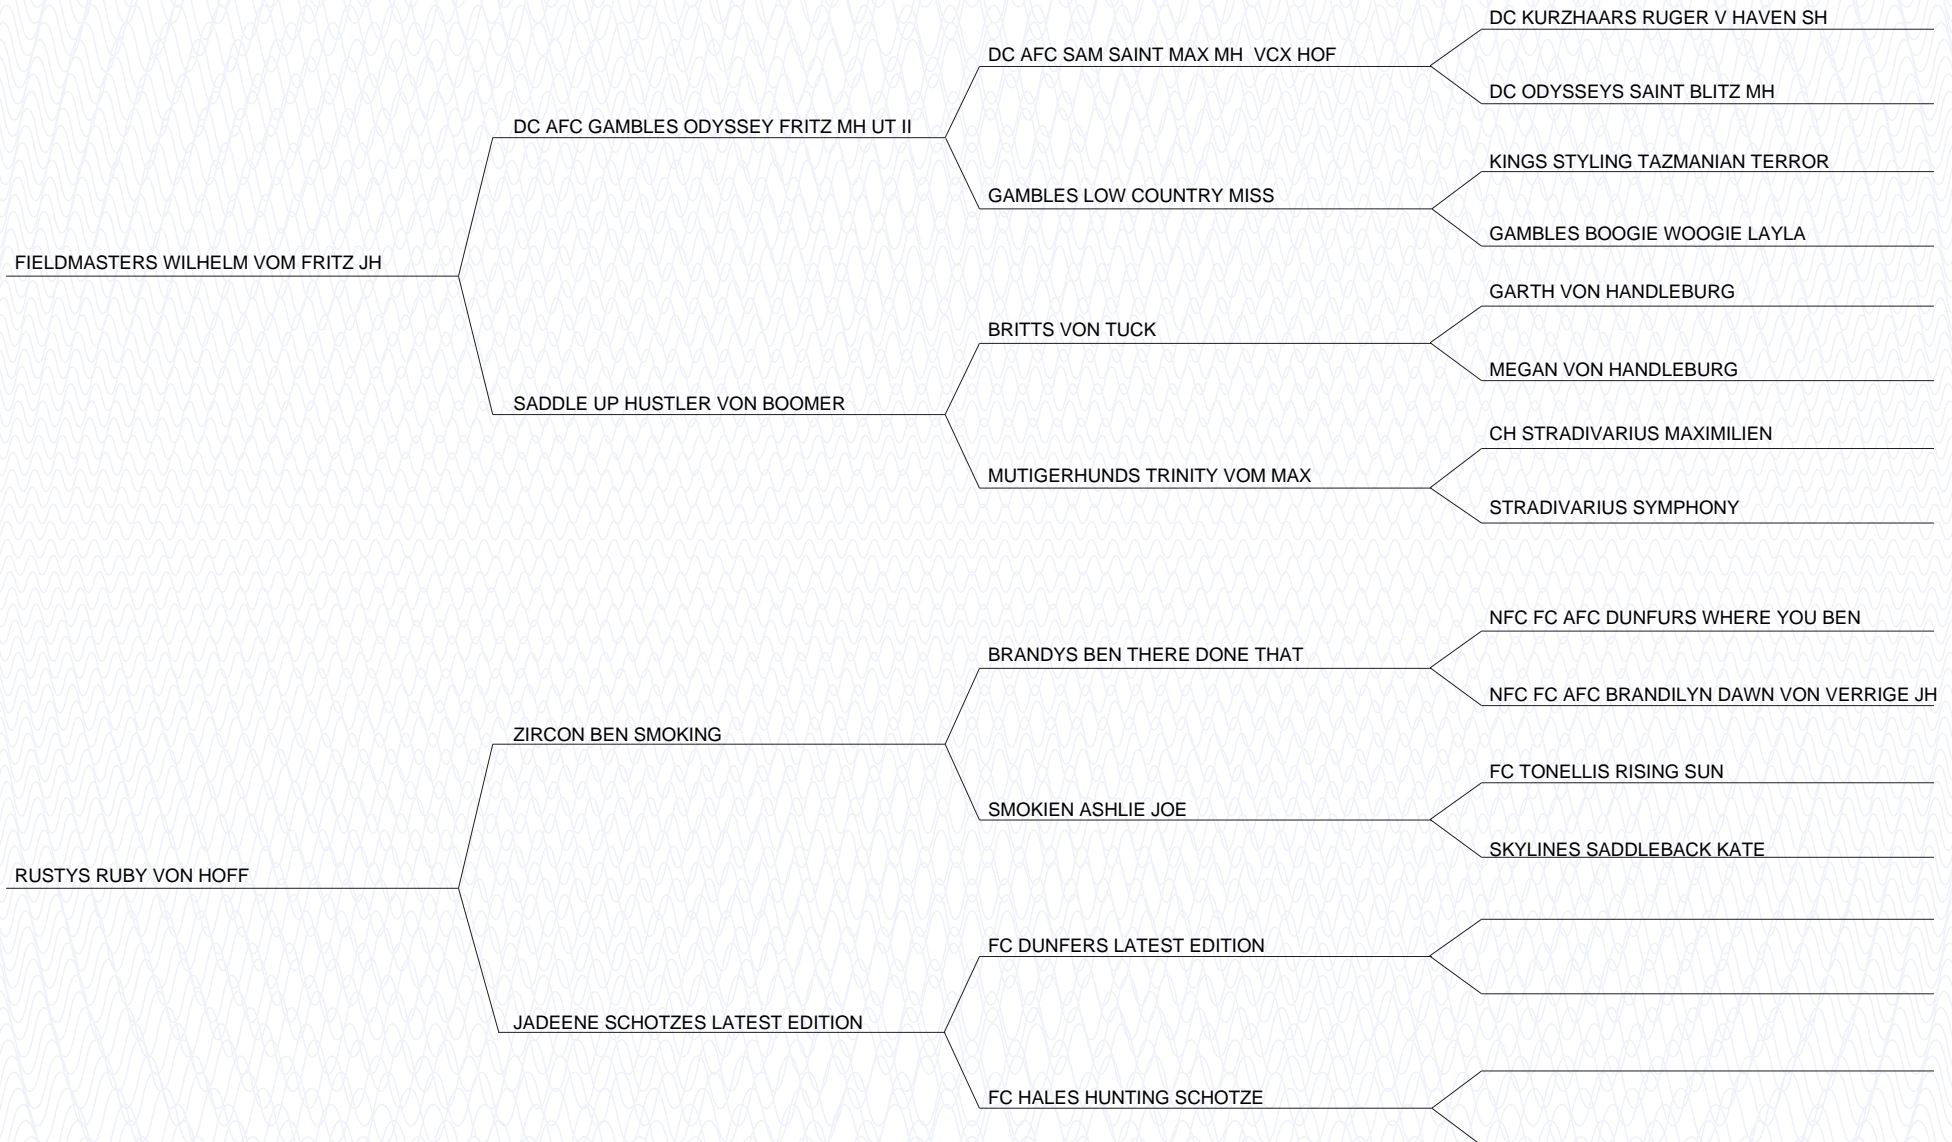 DC KURZHAARS RUGER V HAVEN SH
DC AFC SAM SAINT MAX MH  VCX HOF
DC ODYSSEYS SAINT BLITZ MH
DC AFC GAMBLES ODYSSEY FRITZ MH UT II
KINGS STYLING TAZMANIAN TERROR
GAMBLES LOW COUNTRY MISS
GAMBLES BOOGIE WOOGIE LAYLA
FIELDMASTERS WILHELM VOM FRITZ JH
GARTH VON HANDLEBURG
BRITTS VON TUCK
MEGAN VON HANDLEBURG
SADDLE UP HUSTLER VON BOOMER
CH STRADIVARIUS MAXIMILIEN
MUTIGERHUNDS TRINITY VOM MAX
STRADIVARIUS SYMPHONY
NFC FC AFC DUNFURS WHERE YOU BEN
BRANDYS BEN THERE DONE THAT
NFC FC AFC BRANDILYN DAWN VON VERRIGE JH
ZIRCON BEN SMOKING
FC TONELLIS RISING SUN
SMOKIEN ASHLIE JOE
SKYLINES SADDLEBACK KATE
RUSTYS RUBY VON HOFF
FC DUNFERS LATEST EDITION
JADEENE SCHOTZES LATEST EDITION
FC HALES HUNTING SCHOTZE